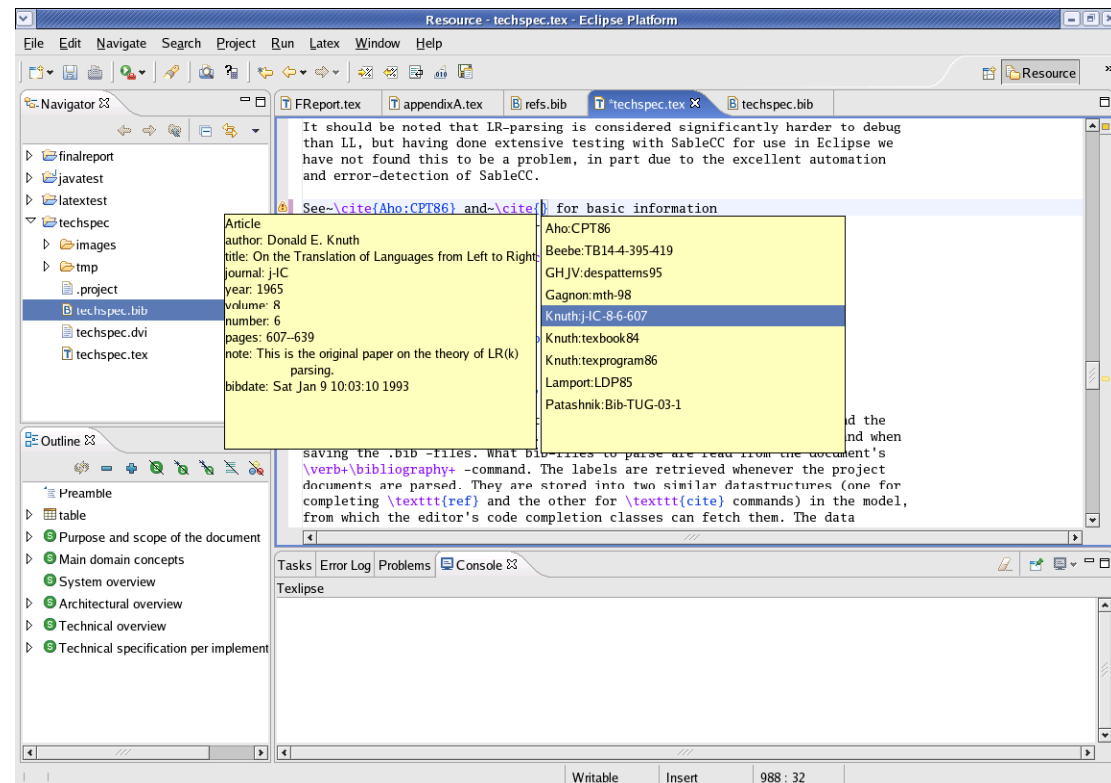 Resource - techspec.tex - Eclipse Platform
File Edit Navigate Search Project Run Latex Window Help
Resource
Navigator
finalreport
javatest
latextest
techspec
images
tmp
.project
techspec.bib
techspec.dvi
techspec.tex
FReport.tex appendixA.tex refs.bib *techspec.tex techspec.bib
It should be noted that LR-parsing is considered significantly harder to debug
than LL, but having done extensive testing with SableCC for use in Eclipse we
have not found this to be a problem, in part due to the excellent automation
and error-detection of SableCC.
See~\cite{Aho:CPT86} and~\cite{} for basic information
Article
author: Donald E. Knuth
title: On the Translation of Languages from Left to Right
journal: j-IC
year: 1965
volume: 8
number: 6
pages: 607--639
note: This is the original paper on the theory of LR(k)
parsing.
bibdate: Sat Jan 9 10:03:10 1993
Aho:CPT86
Beebe:TB14-4-395-419
GHJV:despatterns95
Gagnon:mth-98
Knuth:j-IC-8-6-607
Knuth:texbook84
Knuth:texprogram86
Lamport:LDP85
Patashnik:Bib-TUG-03-1
d the
nd when
saving the .bib -files. What bib-files to parse are read from the document's
\verb+\bibliography+ -command. The labels are retrieved whenever the project
documents are parsed. They are stored into two similar datastructures (one for
completing \texttt{ref} and the other for \texttt{cite} commands) in the model,
from which the editor's code completion classes can fetch them. The data
Outline
Preamble
table
Purpose and scope of the document
Main domain concepts
System overview
Architectural overview
Technical overview
Technical specification per implement
Tasks Error Log Problems Console
Texlipse
Writable Insert 988 : 32